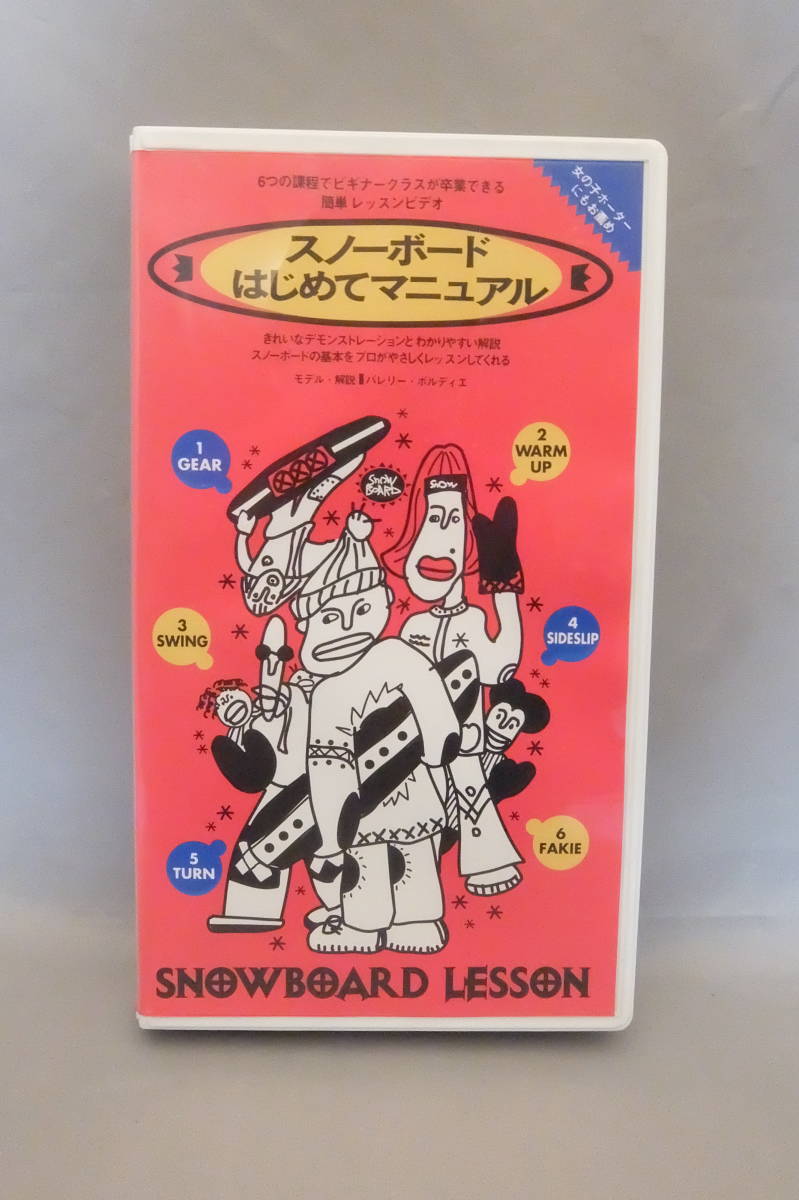 6つの課程でビギナークラスが卒業できる
簡単レッスンビデオ
女の子ボーダー
にもお薦め
スノーボード
はじめてマニュアル
きれいなデモンストレーションとわかりやすい解説
スノーボードの基本をプロがやさしくレッスンしてくれる
モデル・解説 ▮ バレリー・ボルディエ
1
GEAR
2
WARM
UP
SNOW
BOARD
SNOW
3
SWING
4
SIDESLIP
5
TURN
6
FAKIE
SNOWBOARD LESSON